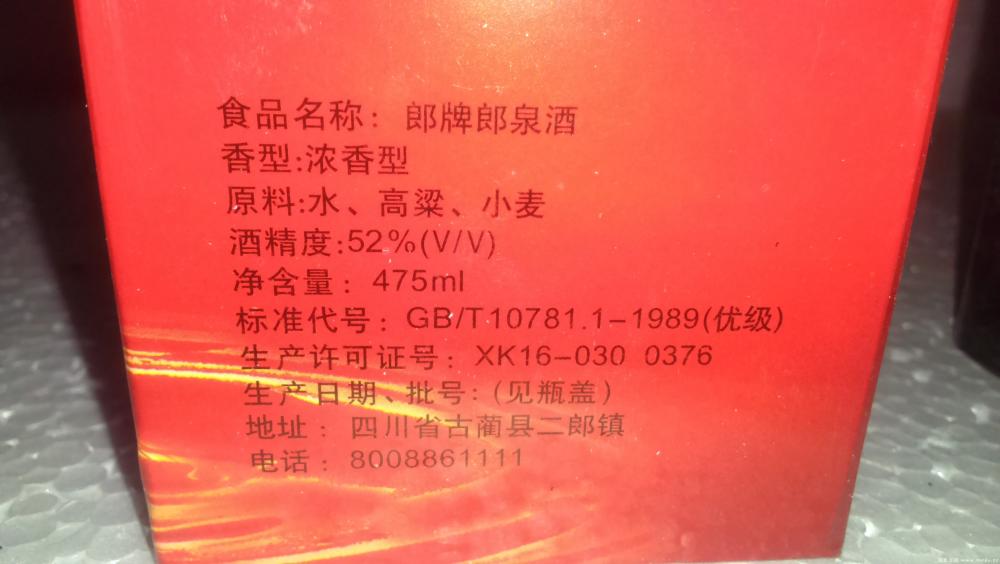 食品名称：郎牌郎泉酒
香型:浓香型
原料:水、高粱、小麦
酒精度:52%(V/V)
净含量：475ml
标准代号：GB/T10781.1-1989(优级)
生产许可证号：XK16-030 0376
生产日期、批号：(见瓶盖)
地址：四川省古蔺县二郎镇
电话：8008861111